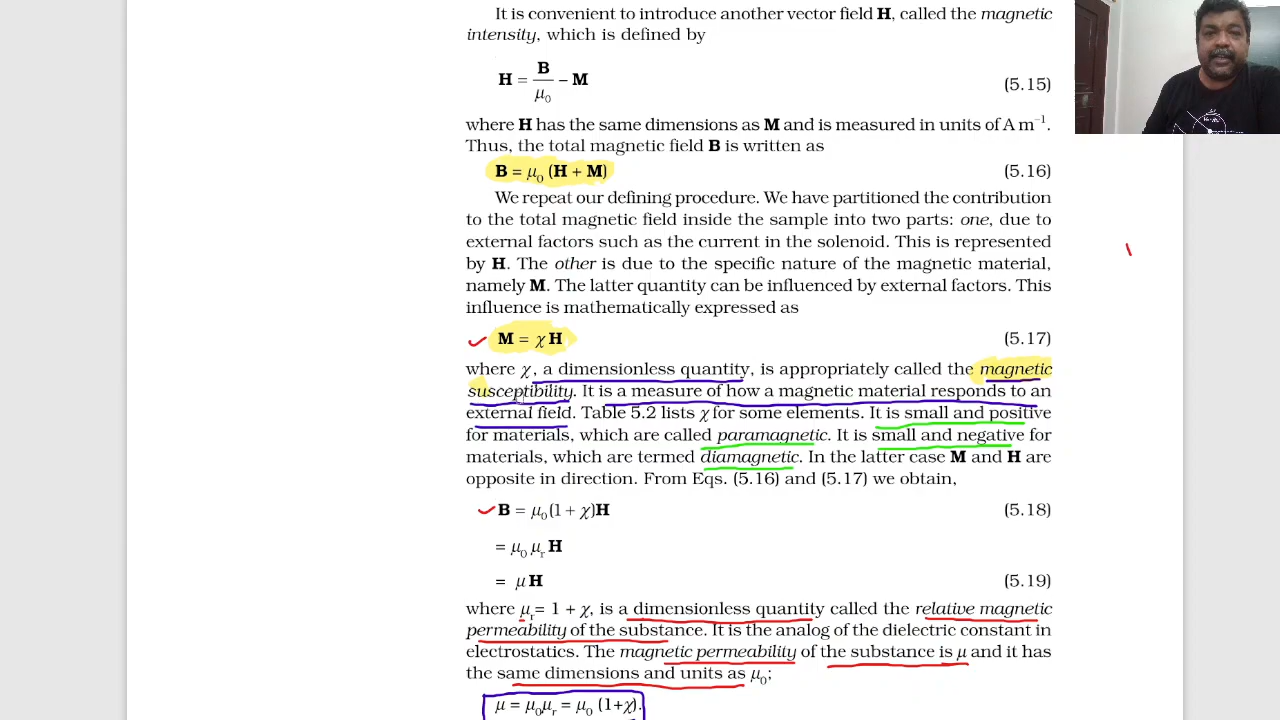 It is convenient to introduce another vector field H, called the magnetic
intensity, which is defined by
H = B/μ₀ – M (5.15)
where H has the same dimensions as M and is measured in units of A m⁻¹.
Thus, the total magnetic field B is written as
B = μ₀ (H + M) (5.16)
We repeat our defining procedure. We have partitioned the contribution
to the total magnetic field inside the sample into two parts: one, due to
external factors such as the current in the solenoid. This is represented
by H. The other is due to the specific nature of the magnetic material,
namely M. The latter quantity can be influenced by external factors. This
influence is mathematically expressed as
M = χ H (5.17)
where χ, a dimensionless quantity, is appropriately called the magnetic
susceptibility. It is a measure of how a magnetic material responds to an
external field. Table 5.2 lists χ for some elements. It is small and positive
for materials, which are called paramagnetic. It is small and negative for
materials, which are termed diamagnetic. In the latter case M and H are
opposite in direction. From Eqs. (5.16) and (5.17) we obtain,
B = μ₀(1 + χ)H (5.18)
= μ₀ μᵣ H
= μ H (5.19)
where μᵣ= 1 + χ, is a dimensionless quantity called the relative magnetic
permeability of the substance. It is the analog of the dielectric constant in
electrostatics. The magnetic permeability of the substance is μ and it has
the same dimensions and units as μ₀;
μ = μ₀μᵣ = μ₀ (1+χ).